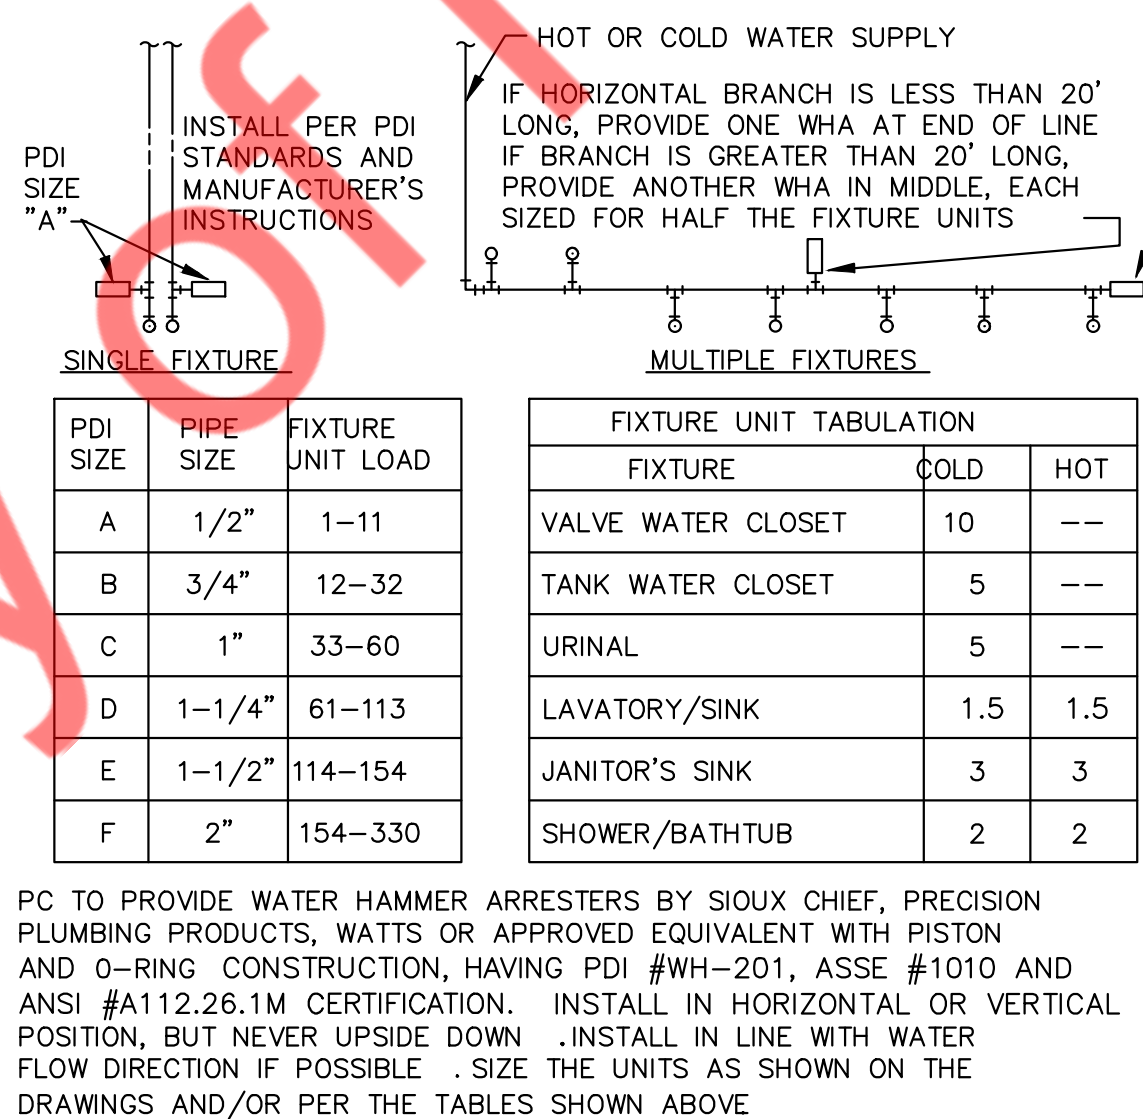 HOT OR COLD WATER SUPPLY
IF HORIZONTAL BRANCH IS LESS THAN 20'
LONG, PROVIDE ONE WHA AT END OF LINE
IF BRANCH IS GREATER THAN 20' LONG,
PROVIDE ANOTHER WHA IN MIDDLE, EACH
SIZED FOR HALF THE FIXTURE UNITS
INSTALL PER PDI
STANDARDS AND
MANUFACTURER'S
INSTRUCTIONS
PDI
SIZE
"A"
SINGLE FIXTURE
MULTIPLE FIXTURES
PDI SIZE PIPE SIZE FIXTURE UNIT LOAD
A 1/2" 1-11
B 3/4" 12-32
C 1" 33-60
D 1-1/4" 61-113
E 1-1/2" 114-154
F 2" 154-330
FIXTURE UNIT TABULATION
FIXTURE COLD HOT
VALVE WATER CLOSET 10 --
TANK WATER CLOSET 5 --
URINAL 5 --
LAVATORY/SINK 1.5 1.5
JANITOR'S SINK 3 3
SHOWER/BATHTUB 2 2
PC TO PROVIDE WATER HAMMER ARRESTERS BY SIOUX CHIEF, PRECISION
PLUMBING PRODUCTS, WATTS OR APPROVED EQUIVALENT WITH PISTON
AND O-RING CONSTRUCTION, HAVING PDI #WH-201, ASSE #1010 AND
ANSI #A112.26.1M CERTIFICATION. INSTALL IN HORIZONTAL OR VERTICAL
POSITION, BUT NEVER UPSIDE DOWN .INSTALL IN LINE WITH WATER
FLOW DIRECTION IF POSSIBLE . SIZE THE UNITS AS SHOWN ON THE
DRAWINGS AND/OR PER THE TABLES SHOWN ABOVE
y of